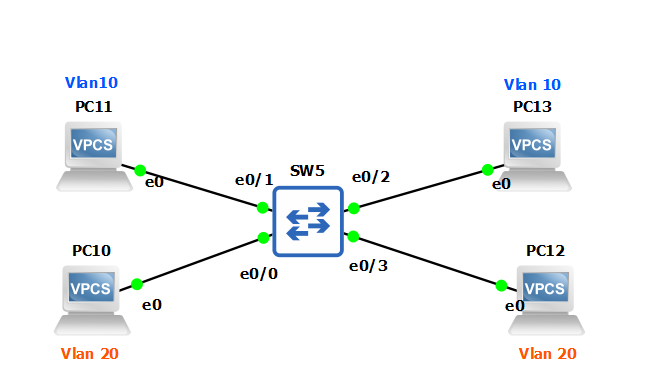 Vlan10
PC11
VPCS
e0
e0/1
SW5
e0/2
Vlan 10
PC13
VPCS
e0
PC10
VPCS
e0
Vlan 20
e0/0
e0/3
PC12
VPCS
e0
Vlan 20